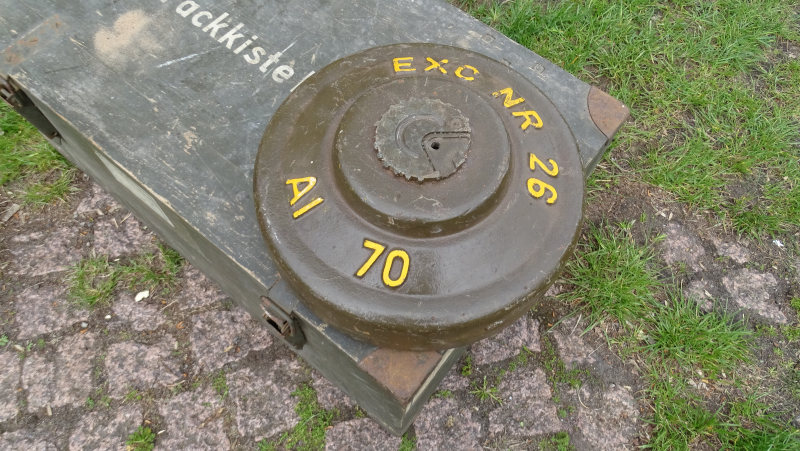 ackkiste
EXC NR 26
AI 70